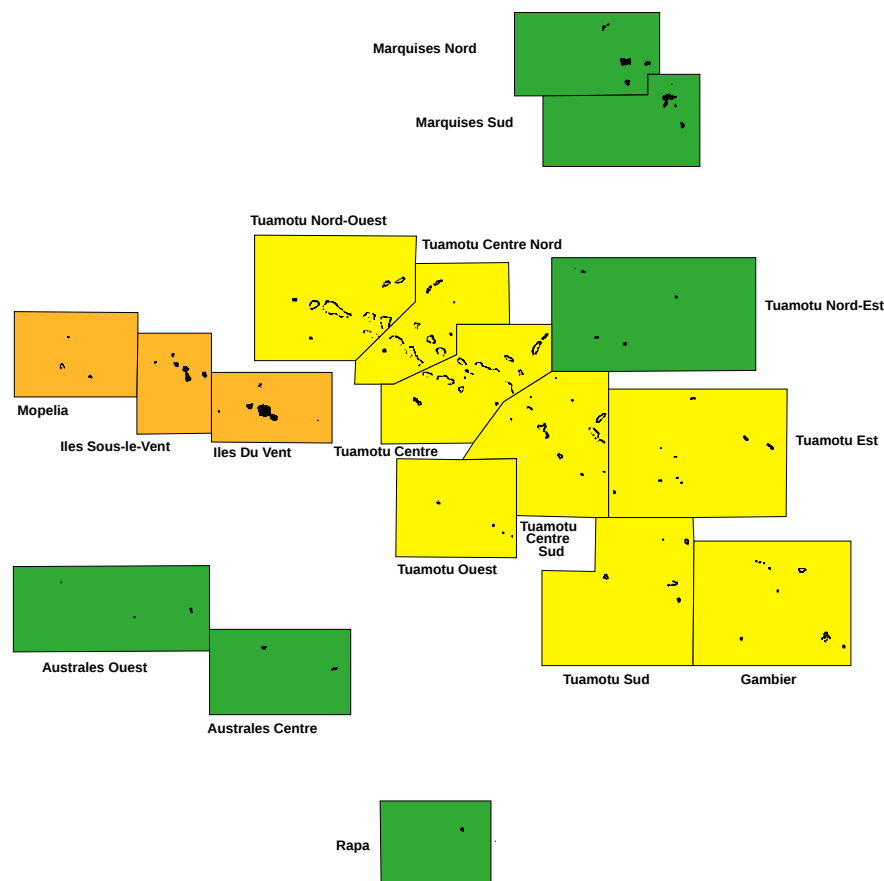 Marquises Nord
Marquises Sud
Tuamotu Nord-Ouest
Tuamotu Centre Nord
Tuamotu Nord-Est
Mopelia
Iles Sous-le-Vent
Iles Du Vent
Tuamotu Centre
Tuamotu Est
Tuamotu
Centre
Sud
Tuamotu Ouest
Australes Ouest
Tuamotu Sud
Gambier
Australes Centre
Rapa